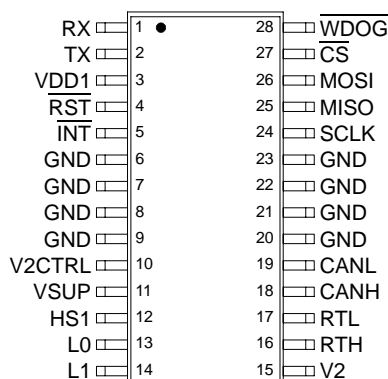 RX 1 28 WDOG
TX 2 27 CS
VDD1 3 26 MOSI
RST 4 25 MISO
INT 5 24 SCLK
GND 6 23 GND
GND 7 22 GND
GND 8 21 GND
GND 9 20 GND
V2CTRL 10 19 CANL
VSUP 11 18 CANH
HS1 12 17 RTL
L0 13 16 RTH
L1 14 15 V2